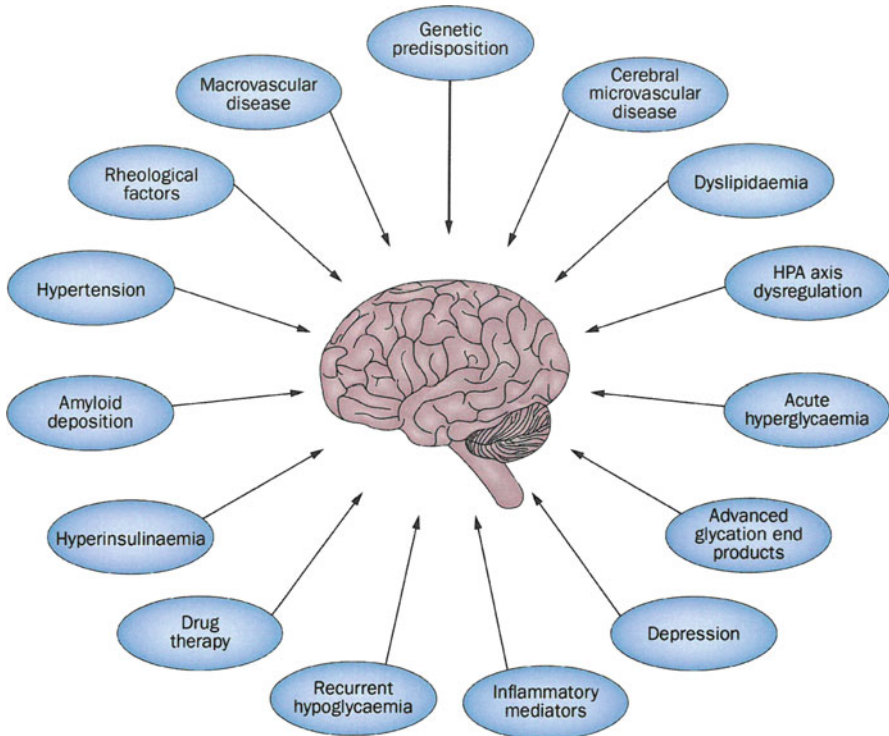 Genetic
predisposition
Macrovascular
disease
Cerebral
microvascular
disease
Rheological
factors
Dyslipidaemia
Hypertension
HPA axis
dysregulation
Amyloid
deposition
Acute
hyperglycaemia
Hyperinsulinaemia
Advanced
glycation end
products
Drug
therapy
Depression
Recurrent
hypoglycaemia
Inflammatory
mediators